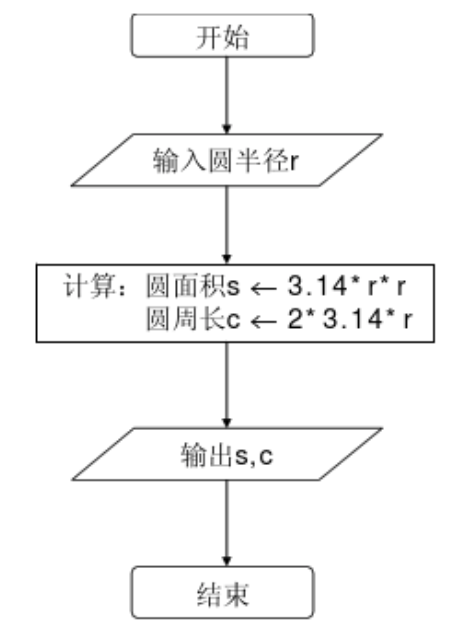 开始
输入圆半径r
计算：圆面积s ← 3.14* r* r
圆周长c ← 2* 3.14* r
输出s,c
结束